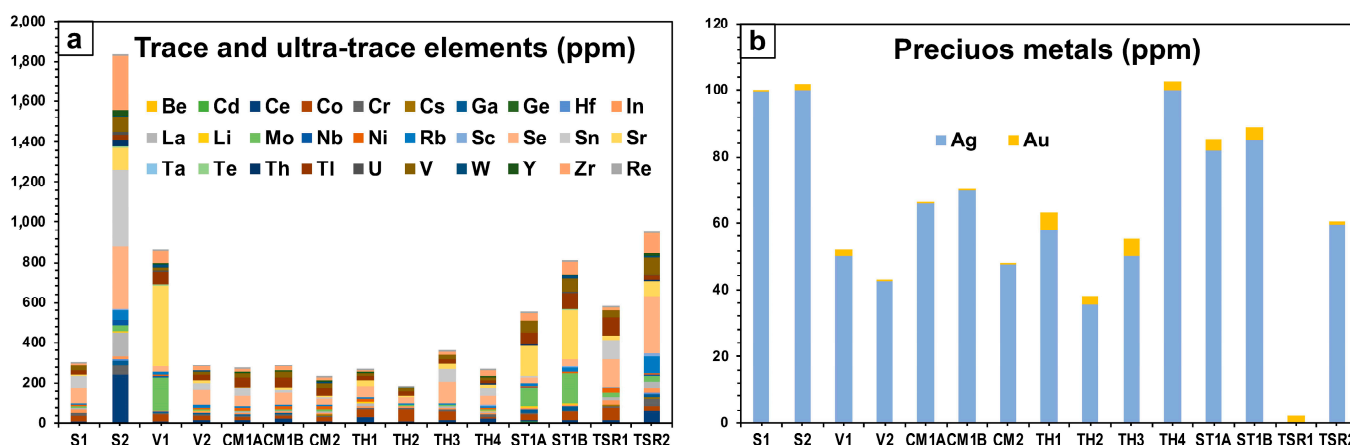 a
Trace and ultra-trace elements (ppm)
2,000
1,800
1,600
1,400
1,200
1,000
800
600
400
200
0
Be Cd Ce Co Cr Cs Ga Ge Hf In
La Li Mo Nb Ni Rb Sc Se Sn Sr
Ta Te Th Tl U V W Y Zr Re
S1 S2 V1 V2 CM1A CM1B CM2 TH1 TH2 TH3 TH4 ST1A ST1B TSR1 TSR2
b
Preciuos metals (ppm)
120
100
80
60
40
20
0
Ag Au
S1 S2 V1 V2 CM1A CM1B CM2 TH1 TH2 TH3 TH4 ST1A ST1B TSR1 TSR2